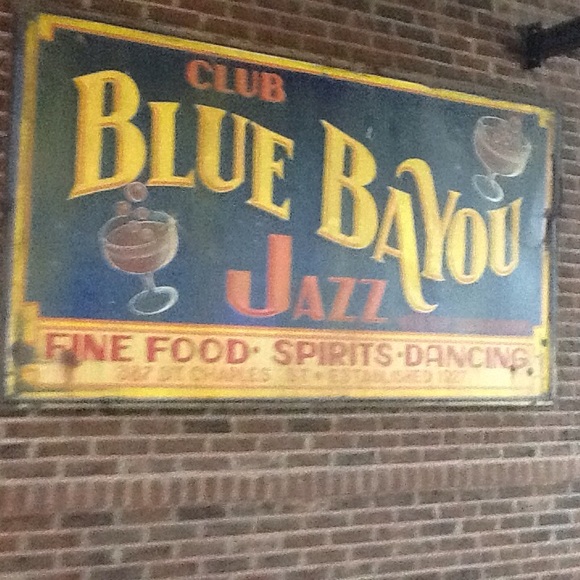 CLUB
BLUE BAYOU
JAZZ
FINE FOOD · SPIRITS · DANCING
ST CHARLES ST • ESTABLISHED